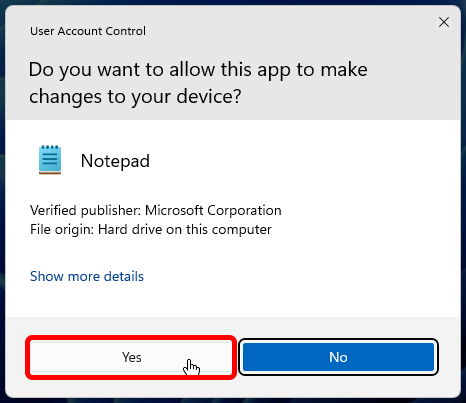 User Account Control
Do you want to allow this app to make
changes to your device?
Notepad
Verified publisher: Microsoft Corporation
File origin: Hard drive on this computer
Show more details
Yes
No